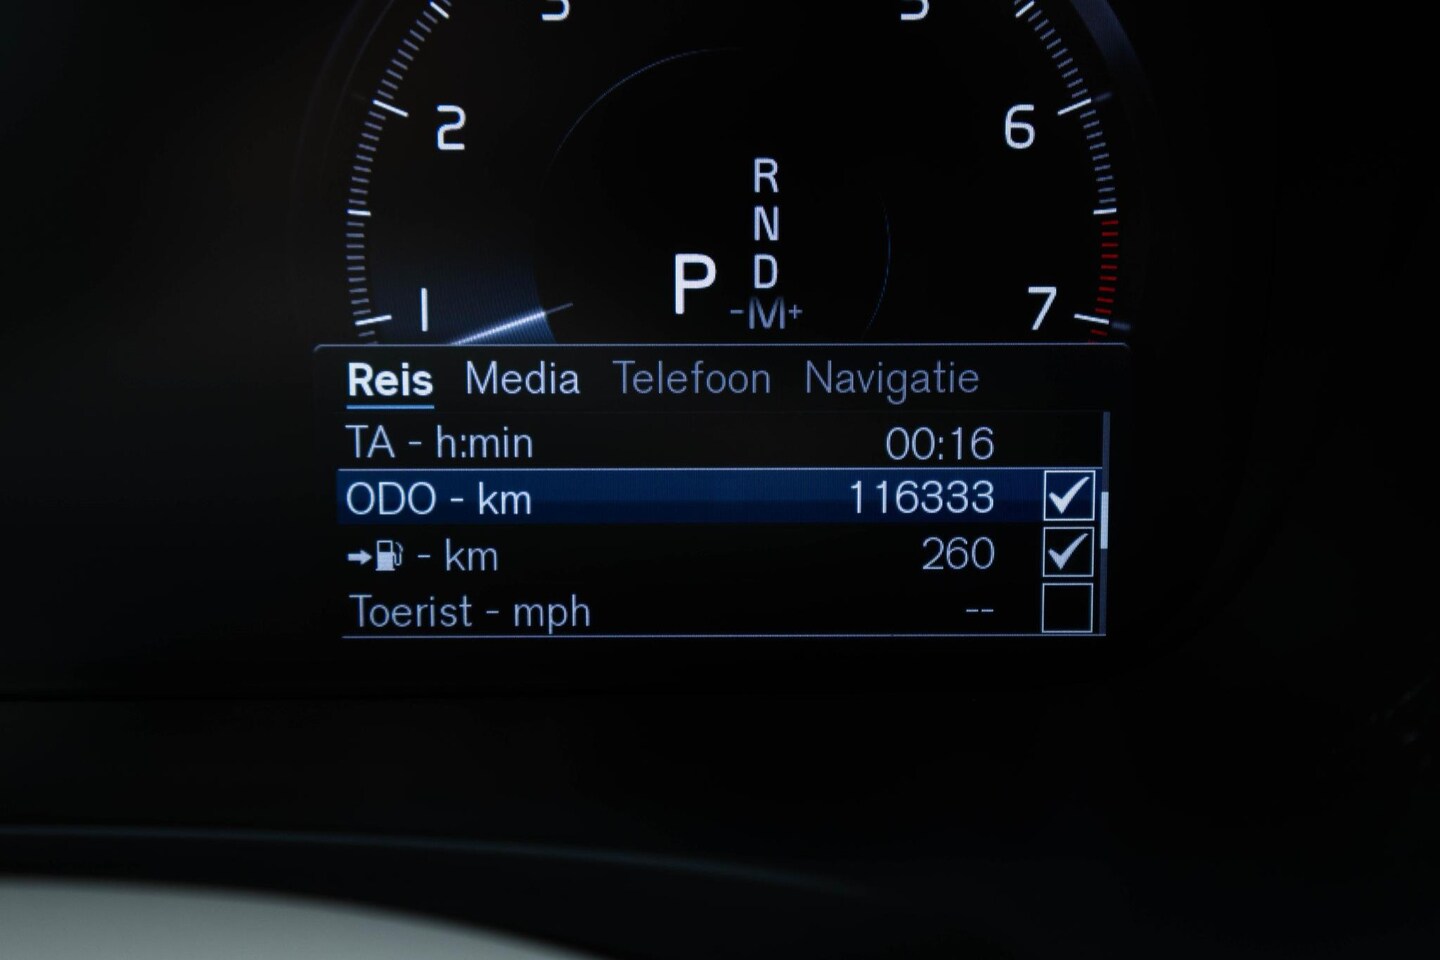 2
6
R
N
D
P
-M+
1
7
Reis Media Telefoon Navigatie
TA - h:min 00:16
ODO - km 116333
- km 260
Toerist - mph --